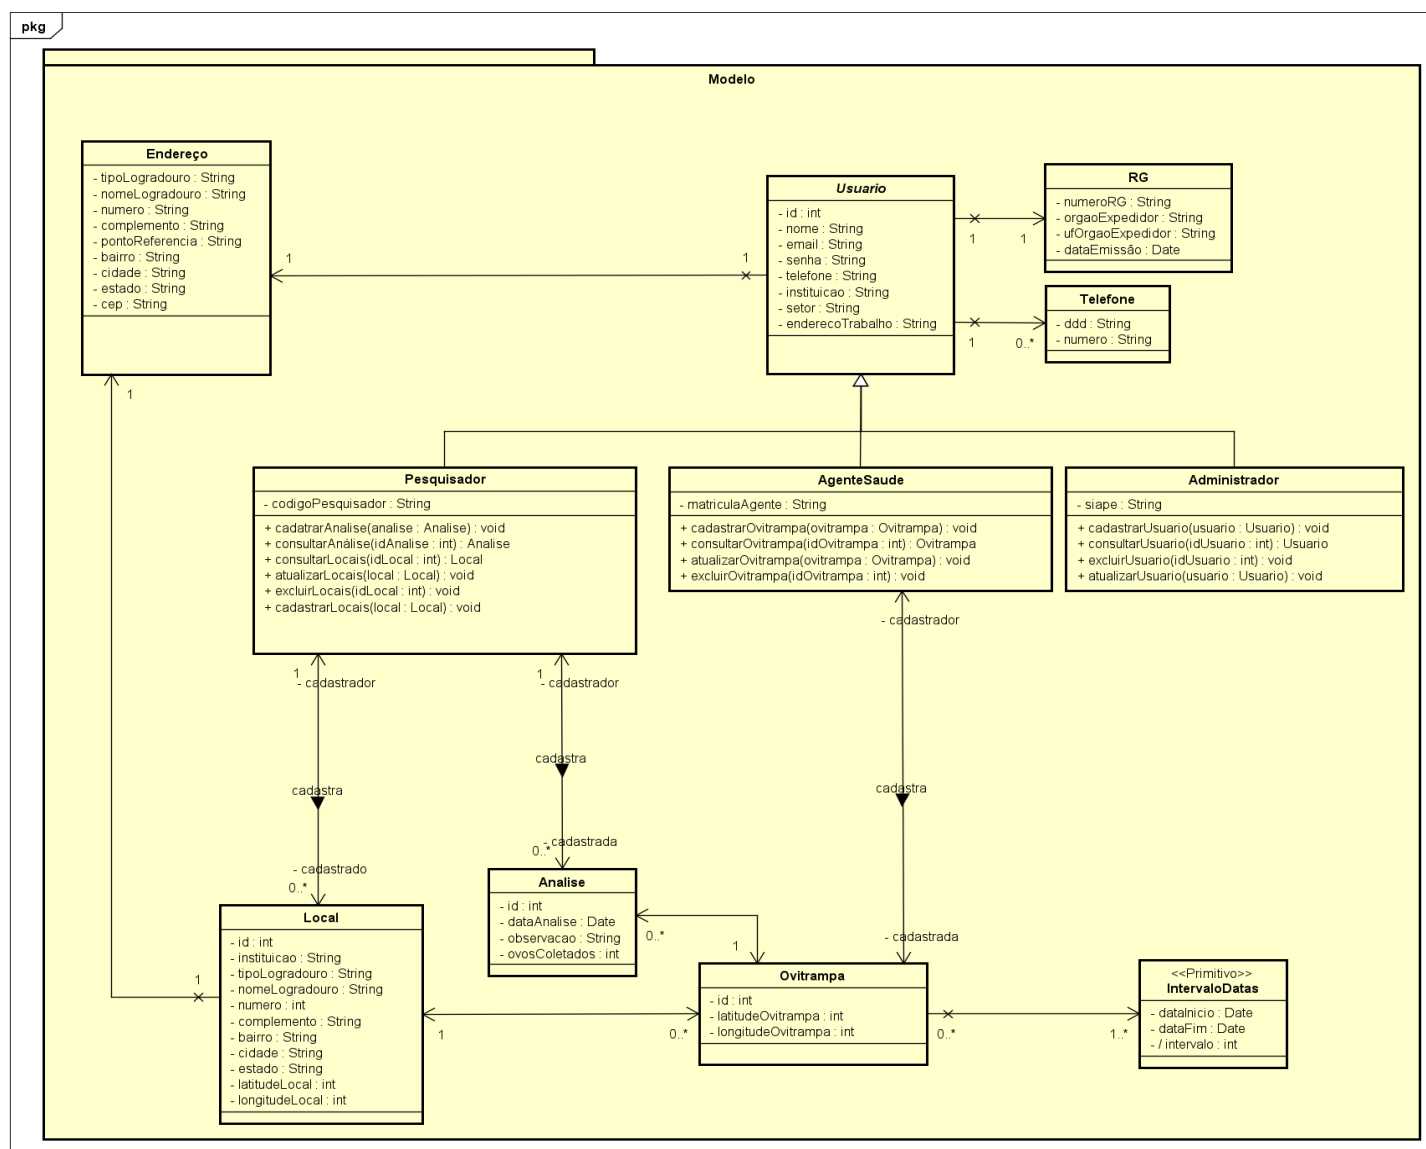 pkg
Modelo
Endereço
- tipoLogradouro : String
- nomeLogradouro : String
- numero : String
- complemento : String
- pontoReferencia : String
- bairro : String
- cidade : String
- estado : String
- cep : String
Usuario
- id : int
- nome : String
- email : String
- senha : String
- telefone : String
- instituicao : String
- setor : String
- enderecoTrabalho : String
RG
- numeroRG : String
- orgaoExpedidor : String
- ufOrgaoExpedidor : String
- dataEmissão : Date
Telefone
- ddd : String
- numero : String
1
1
1
1
1
0..*
1
Pesquisador
- codigoPesquisador : String
+ cadatrarAnalise(analise : Analise) : void
+ consultarAnálise(idAnalise : int) : Analise
+ consultarLocais(idLocal : int) : Local
+ atualizarLocais(local : Local) : void
+ excluirLocais(idLocal : int) : void
+ cadastrarLocais(local : Local) : void
AgenteSaude
- matriculaAgente : String
+ cadastrarOvitrampa(ovitrampa : Ovitrampa) : void
+ consultarOvitrampa(idOvitrampa : int) : Ovitrampa
+ atualizarOvitrampa(ovitrampa : Ovitrampa) : void
+ excluirOvitrampa(idOvitrampa : int) : void
Administrador
- siape : String
+ cadastrarUsuario(usuario : Usuario) : void
+ consultarUsuario(idUsuario : int) : Usuario
+ excluirUsuario(idUsuario : int) : void
+ atualizarUsuario(usuario : Usuario) : void
- cadastrador
1
- cadastrador
1
- cadastrador
cadastra
cadastra
cadastra
- cadastrada
0..*
- cadastrado
0..*
- cadastrada
Analise
- id : int
- dataAnalise : Date
- observacao : String
- ovosColetados : int
0..*
1
Local
- id : int
- instituicao : String
- tipoLogradouro : String
- nomeLogradouro : String
- numero : int
- complemento : String
- bairro : String
- cidade : String
- estado : String
- latitudeLocal : int
- longitudeLocal : int
1
1
0..*
Ovitrampa
- id : int
- latitudeOvitrampa : int
- longitudeOvitrampa : int
0..*
1..*
<<Primitivo>>
IntervaloDatas
- dataInicio : Date
- dataFim : Date
- / intervalo : int